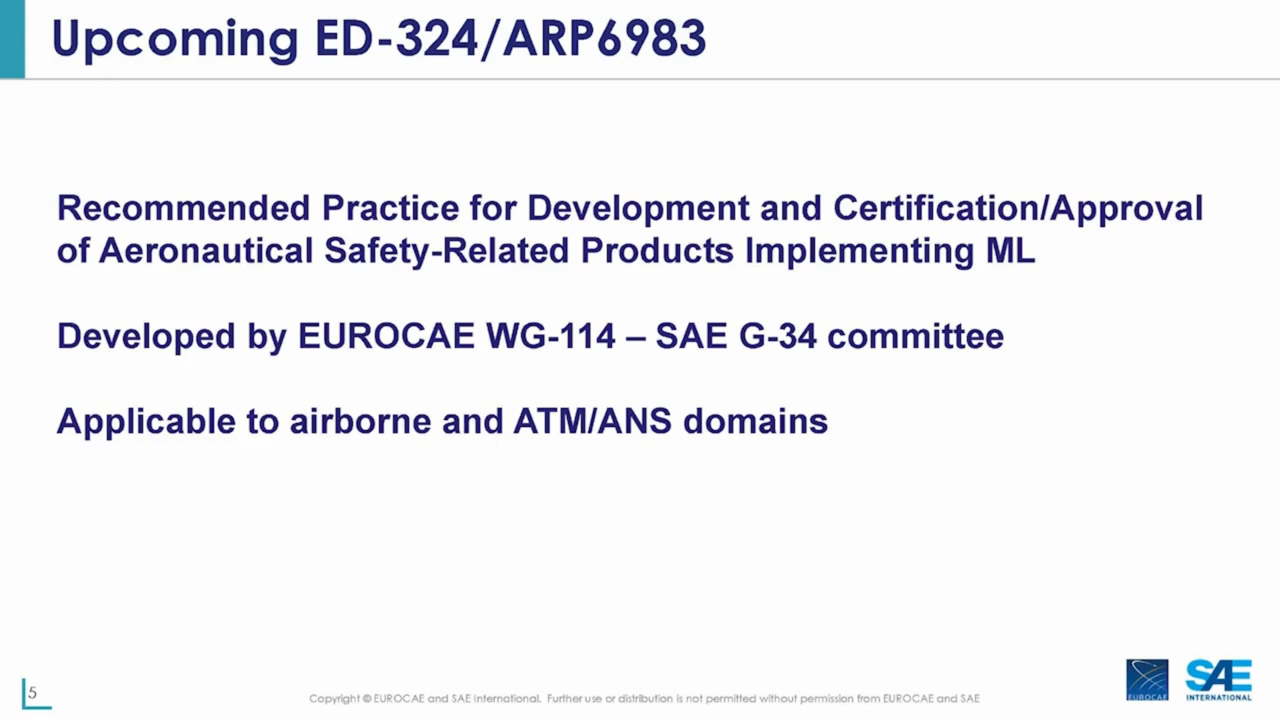 Upcoming ED-324/ARP6983
Recommended Practice for Development and Certification/Approval
of Aeronautical Safety-Related Products Implementing ML
Developed by EUROCAE WG-114 – SAE G-34 committee
Applicable to airborne and ATM/ANS domains
5
Copyright © EUROCAE and SAE International. Further use or distribution is not permitted without permission from EUROCAE and SAE
EUROCAE
SAE
INTERNATIONAL